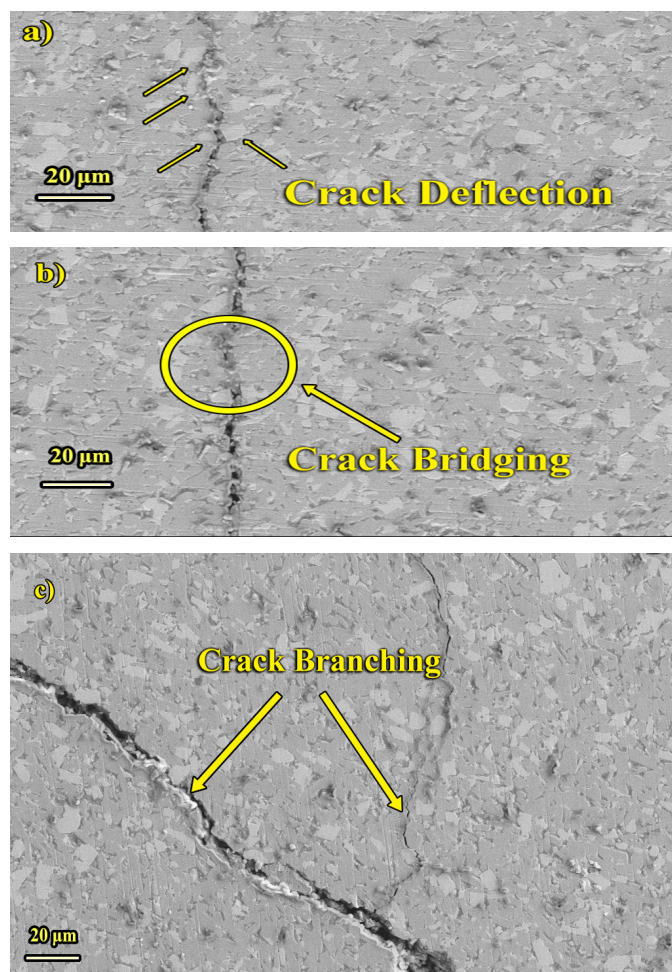 a)
20 μm
Crack Deflection
b)
20 μm
Crack Bridging
c)
Crack Branching
20 μm